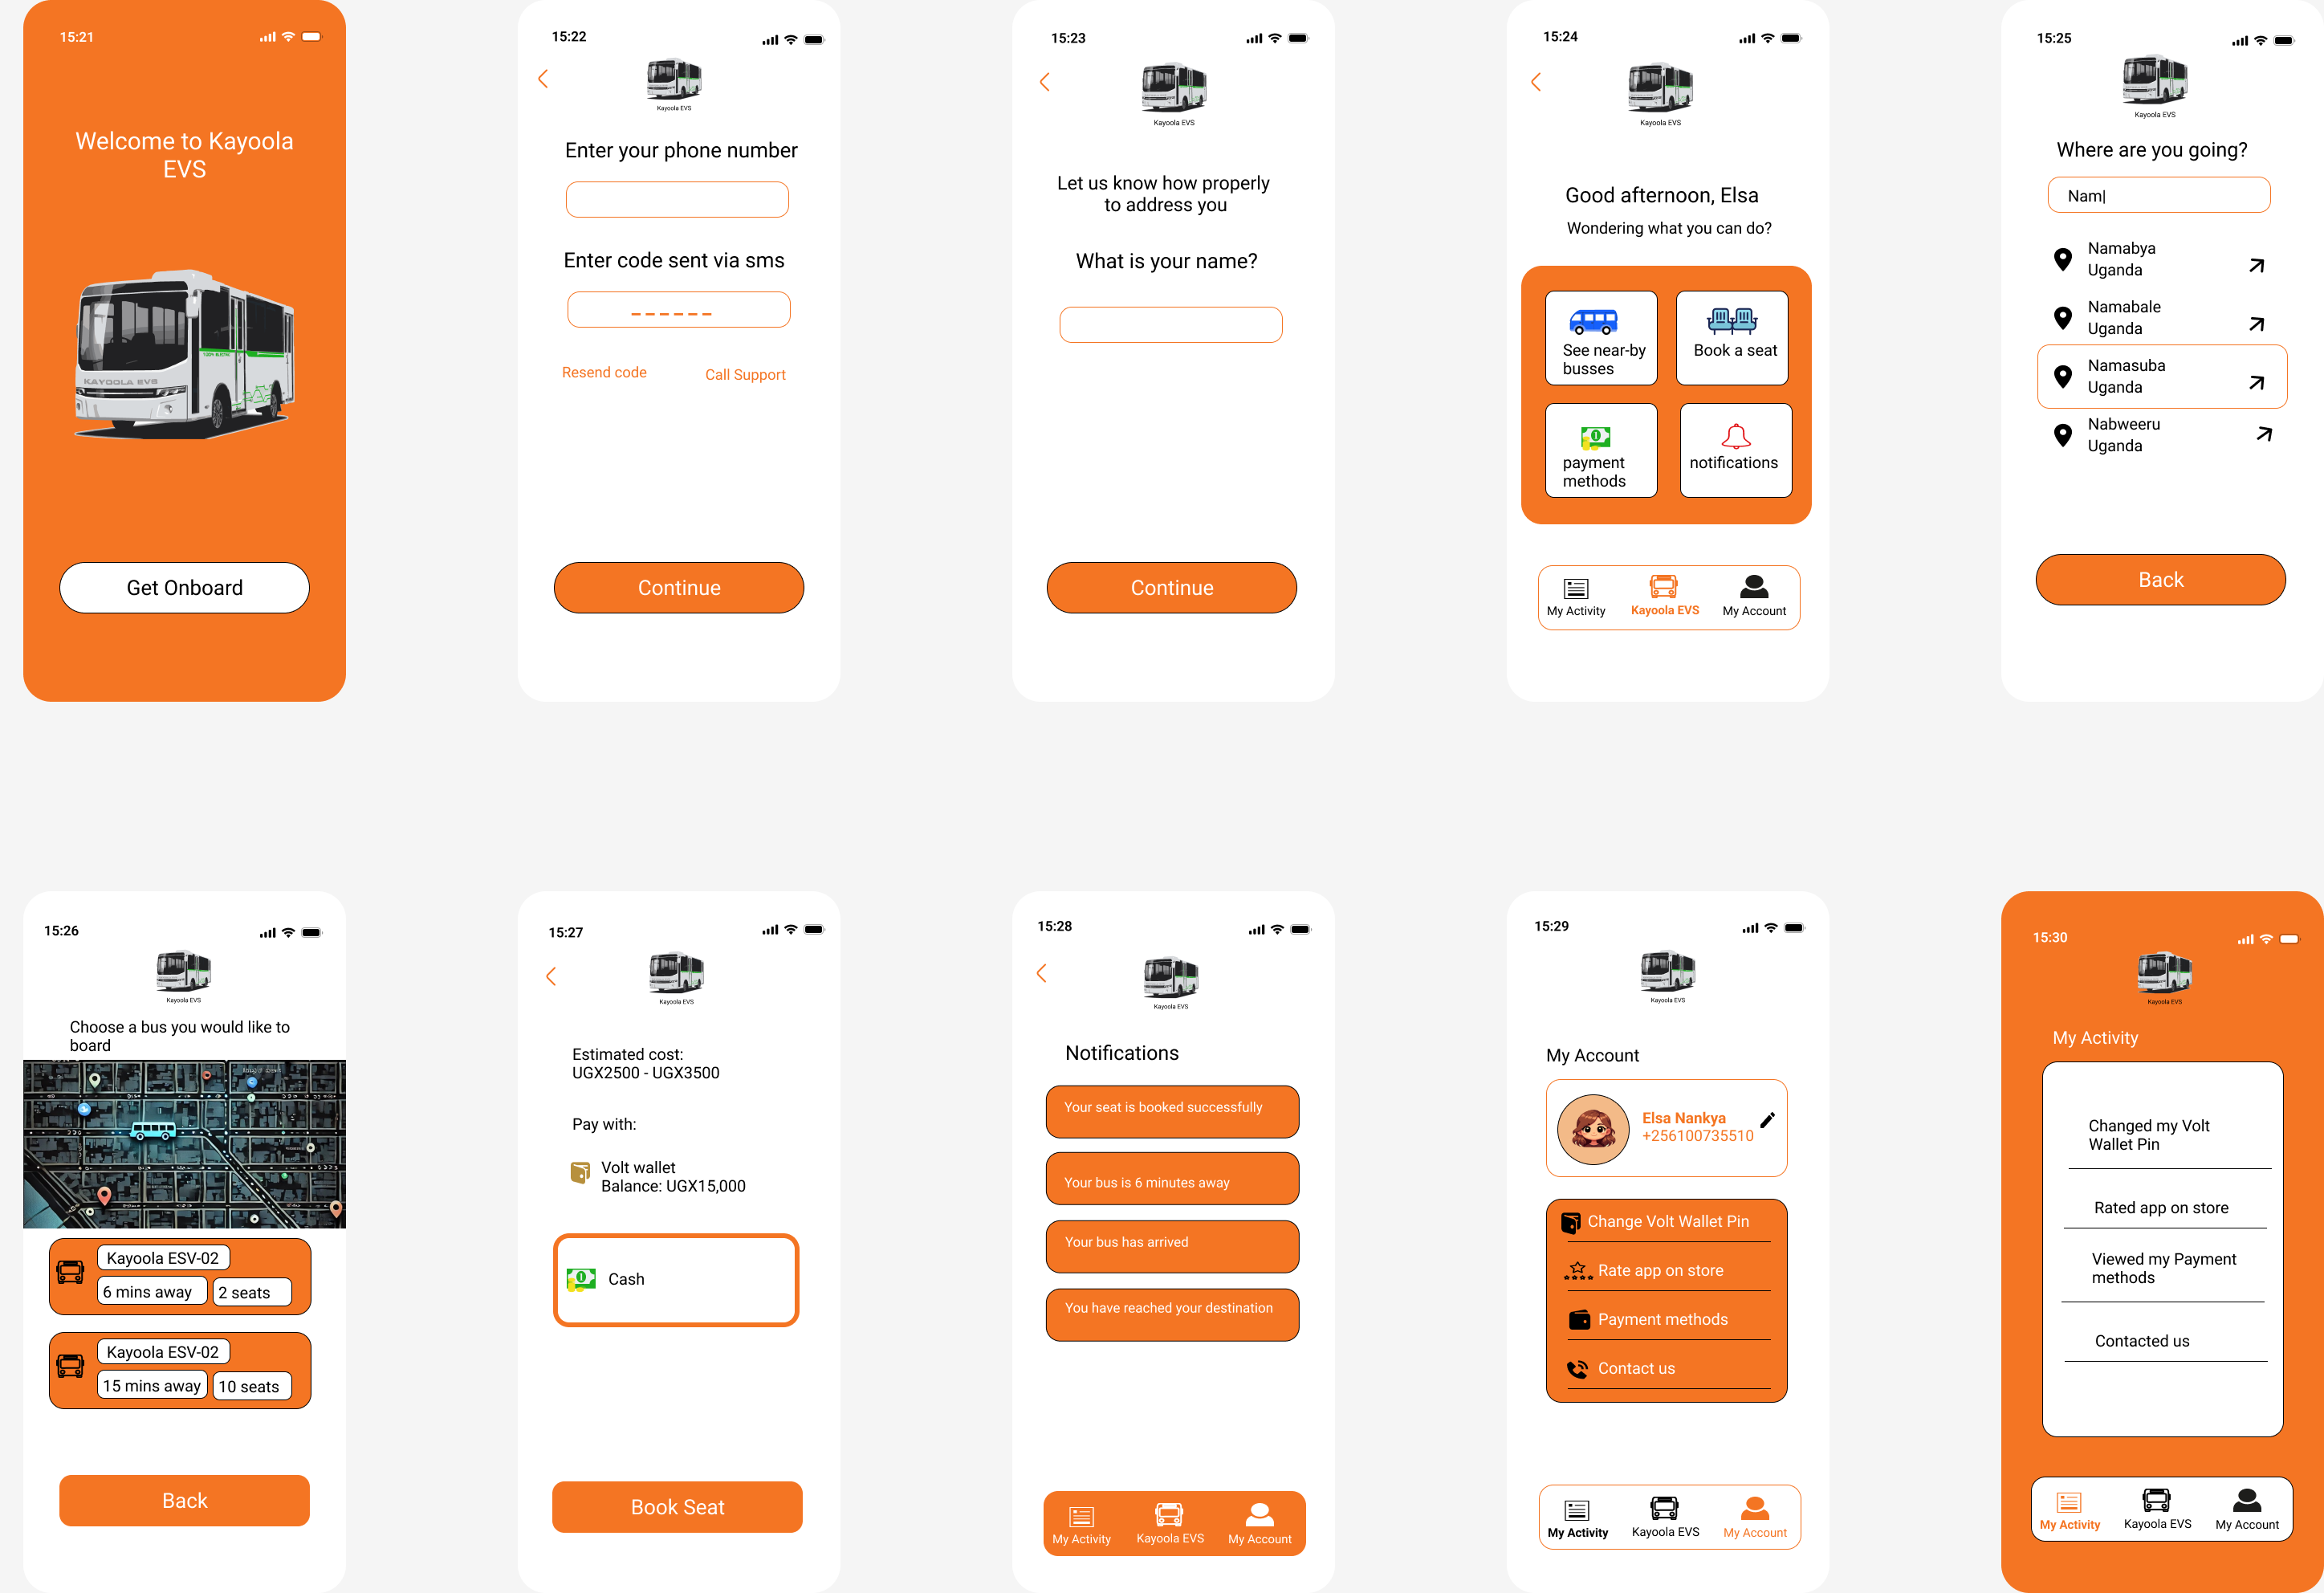 15:21
Welcome to Kayoola
EVS
100% ELECTRIC
KAYOOLA EVS
Get Onboard
15:22
Kayoola EVS
Enter your phone number
Enter code sent via sms
_ _ _ _ _ _
Resend code
Call Support
Continue
15:23
Kayoola EVS
Let us know how properly
to address you
What is your name?
Continue
15:24
Kayoola EVS
Good afternoon, Elsa
Wondering what you can do?
See near-by
busses
Book a seat
payment
methods
notifications
My Activity
Kayoola EVS
My Account
15:25
Kayoola EVS
Where are you going?
Nam|
Namabya
Uganda
Namabale
Uganda
Namasuba
Uganda
Nabweeru
Uganda
Back
15:26
Kayoola EVS
Choose a bus you would like to
board
Kayoola ESV-02
6 mins away
2 seats
Kayoola ESV-02
15 mins away
10 seats
Back
15:27
Kayoola EVS
Estimated cost:
UGX2500 - UGX3500
Pay with:
Volt wallet
Balance: UGX15,000
Cash
Book Seat
15:28
Kayoola EVS
Notifications
Your seat is booked successfully
Your bus is 6 minutes away
Your bus has arrived
You have reached your destination
My Activity
Kayoola EVS
My Account
15:29
Kayoola EVS
My Account
Elsa Nankya
+256100735510
Change Volt Wallet Pin
Rate app on store
Payment methods
Contact us
My Activity
Kayoola EVS
My Account
15:30
Kayoola EVS
My Activity
Changed my Volt
Wallet Pin
Rated app on store
Viewed my Payment
methods
Contacted us
My Activity
Kayoola EVS
My Account